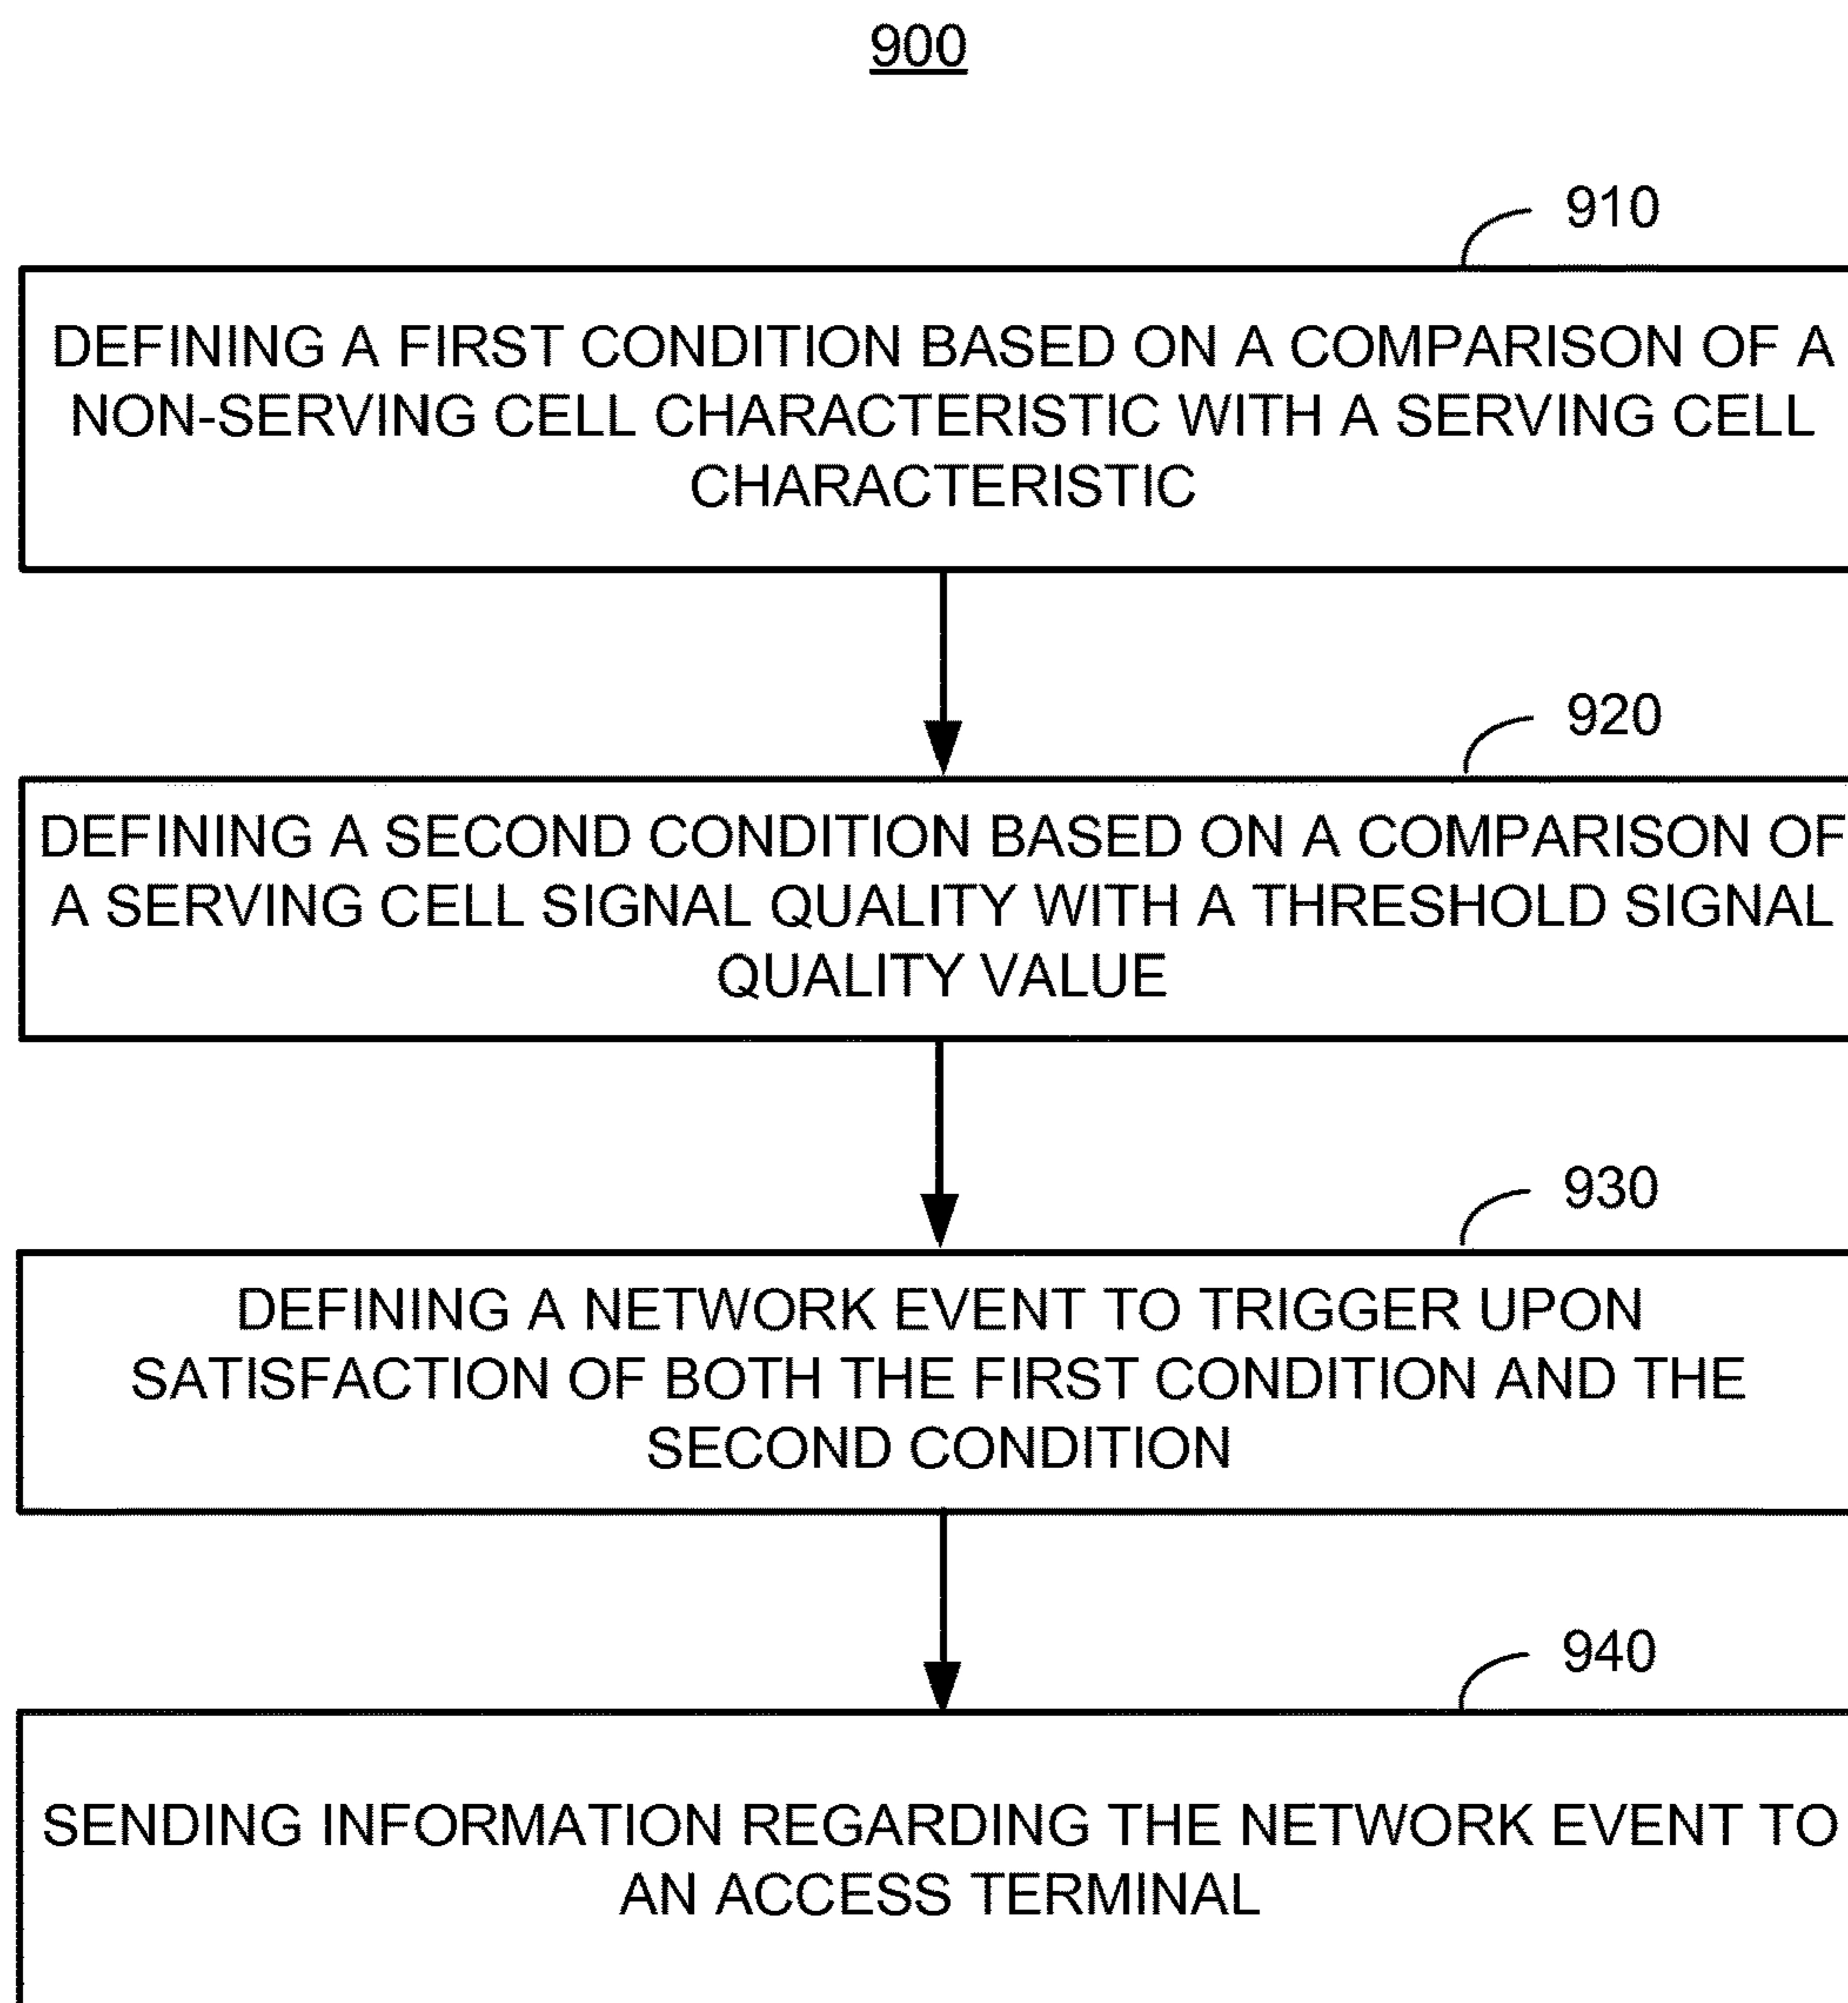 900
910
DEFINING A FIRST CONDITION BASED ON A COMPARISON OF A
NON-SERVING CELL CHARACTERISTIC WITH A SERVING CELL
CHARACTERISTIC
920
DEFINING A SECOND CONDITION BASED ON A COMPARISON OF
A SERVING CELL SIGNAL QUALITY WITH A THRESHOLD SIGNAL
QUALITY VALUE
930
DEFINING A NETWORK EVENT TO TRIGGER UPON
SATISFACTION OF BOTH THE FIRST CONDITION AND THE
SECOND CONDITION
940
SENDING INFORMATION REGARDING THE NETWORK EVENT TO
AN ACCESS TERMINAL